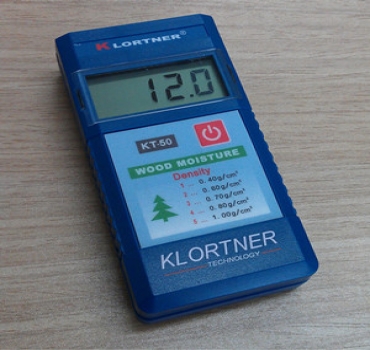 KLORTNER®
12.0
KT-50
WOOD MOISTURE
Density
1 ... 0.40g/cm³
2 ... 0.60g/cm³
3 ... 0.70g/cm³
4 ... 0.80g/cm³
5 ... 1.00g/cm³
KLORTNER
TECHNOLOGY